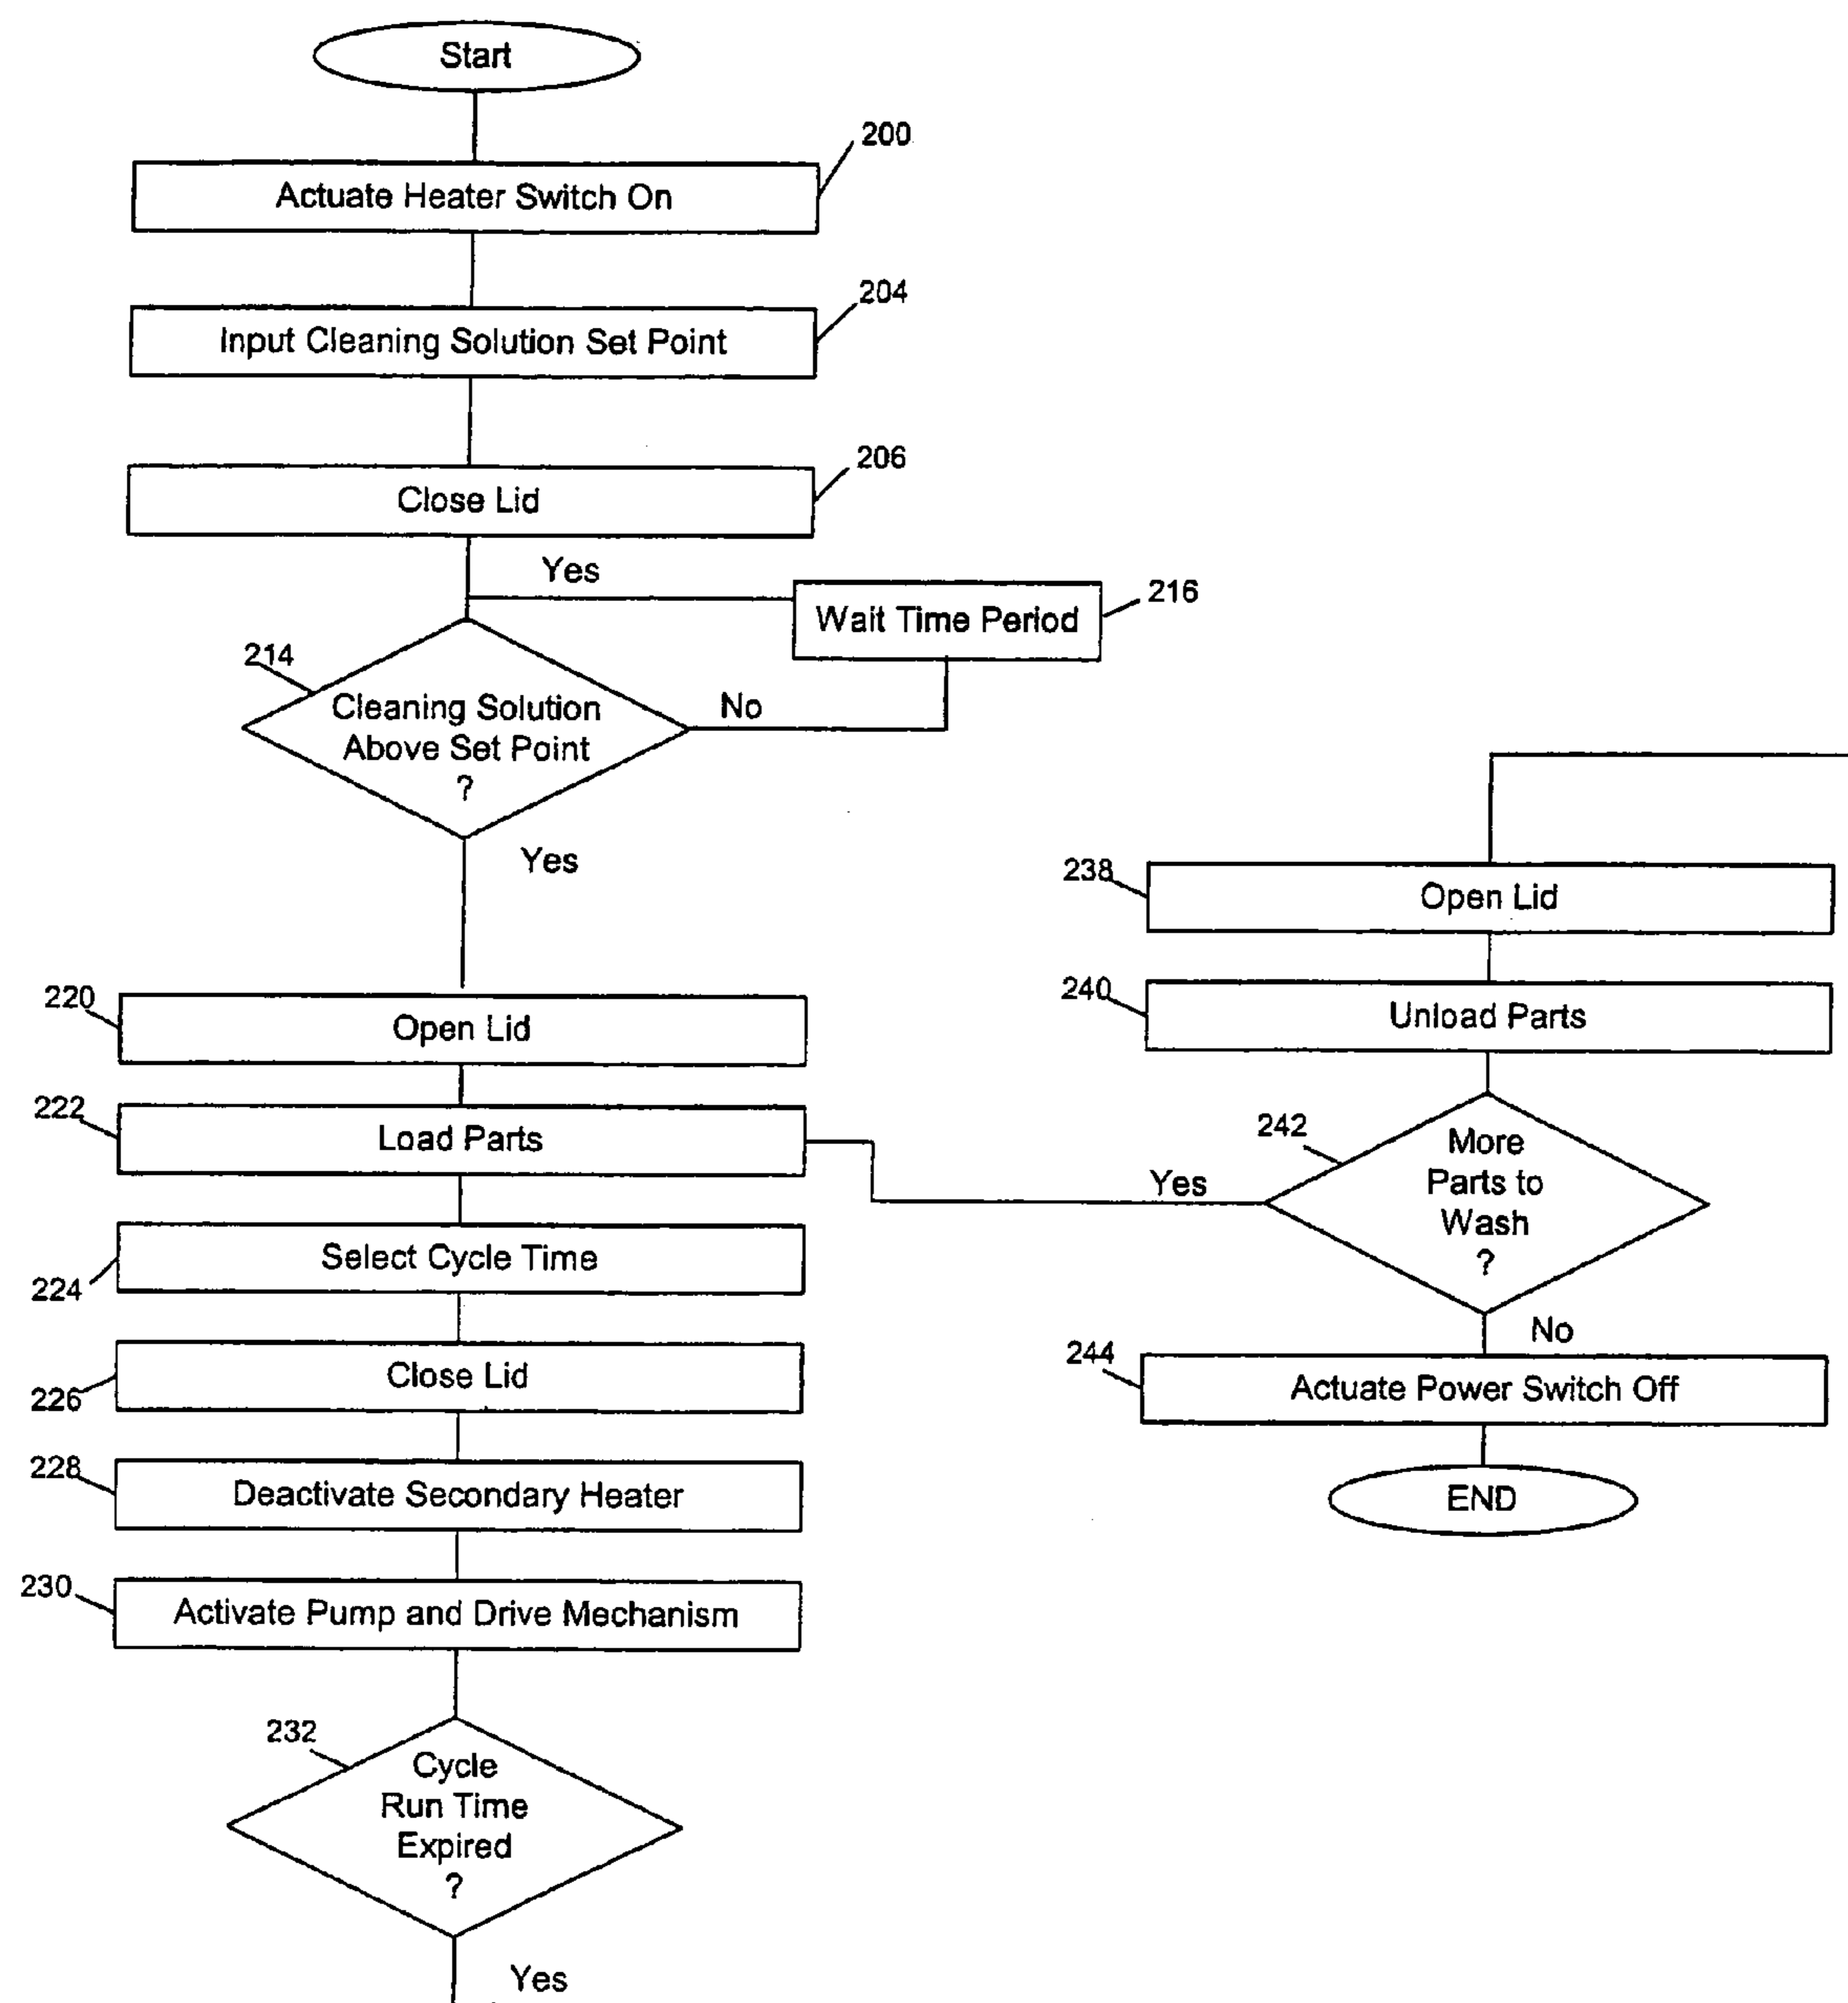 Start
200
Actuate Heater Switch On
204
Input Cleaning Solution Set Point
206
Close Lid
Yes
216
Wait Time Period
214
Cleaning Solution
Above Set Point
?
No
Yes
220
Open Lid
222
Load Parts
224
Select Cycle Time
226
Close Lid
228
Deactivate Secondary Heater
230
Activate Pump and Drive Mechanism
232
Cycle
Run Time
Expired
?
Yes
238
Open Lid
240
Unload Parts
242
More
Parts to
Wash
?
Yes
No
244
Actuate Power Switch Off
END